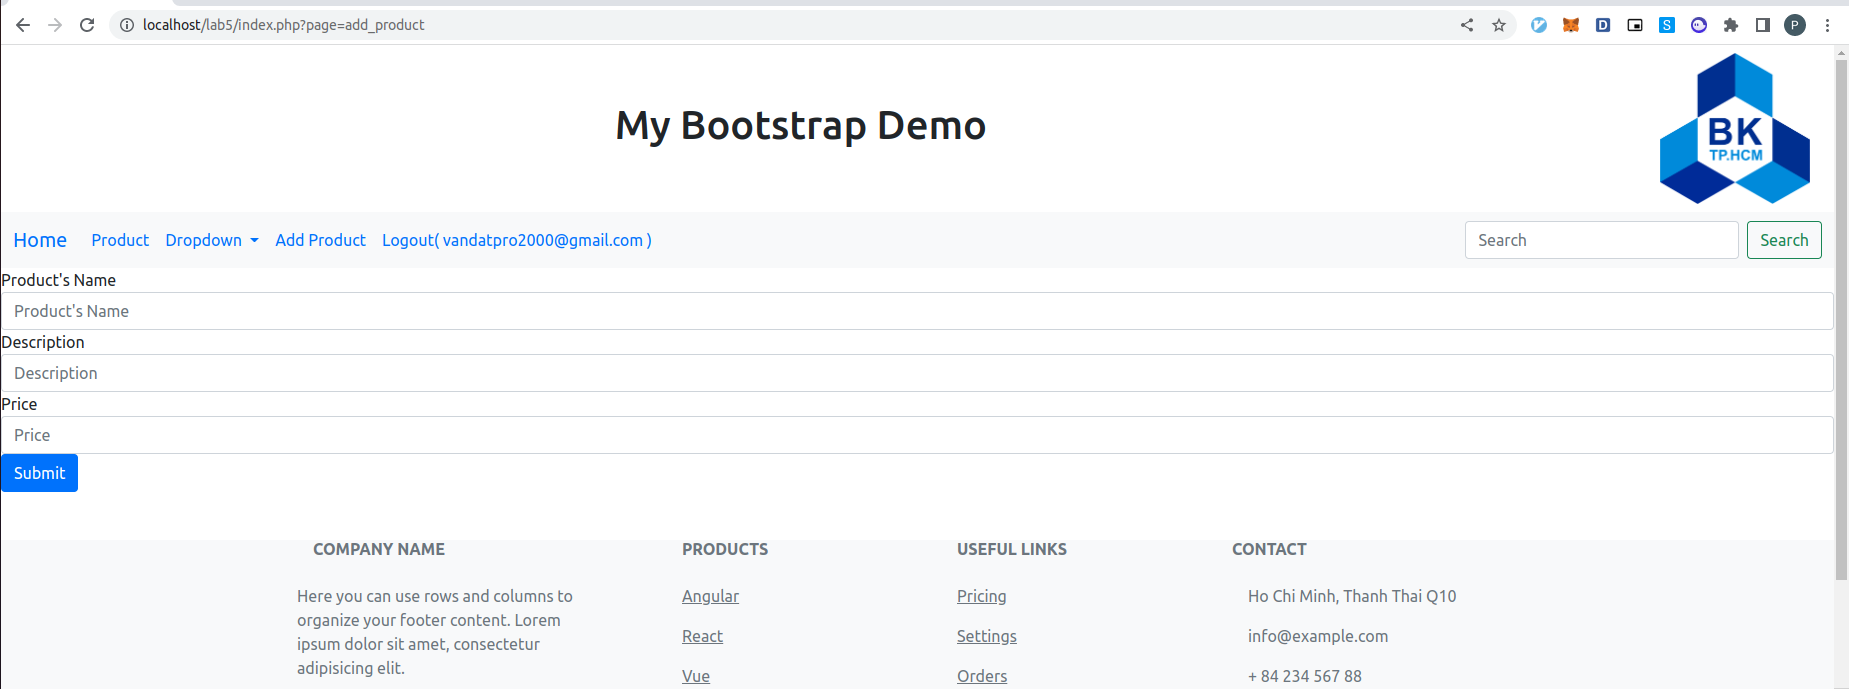 localhost/lab5/index.php?page=add_product
D
S
P
My Bootstrap Demo
BK
TP.HCM
Home Product Dropdown Add Product Logout( vandatpro2000@gmail.com ) Search Search
Product's Name
Product's Name
Description
Description
Price
Price
Submit
COMPANY NAME
Here you can use rows and columns to
organize your footer content. Lorem
ipsum dolor sit amet, consectetur
adipisicing elit.
PRODUCTS
Angular
React
Vue
USEFUL LINKS
Pricing
Settings
Orders
CONTACT
Ho Chi Minh, Thanh Thai Q10
info@example.com
+ 84 234 567 88